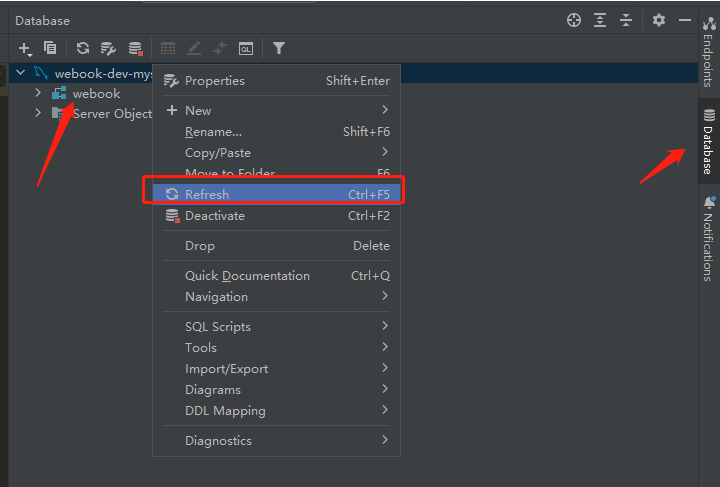 Database
webook-dev-mys
webook
Server Object
Properties Shift+Enter
New
Rename... Shift+F6
Copy/Paste
Move to Folder... F6
Refresh Ctrl+F5
Deactivate Ctrl+F2
Drop Delete
Quick Documentation Ctrl+Q
Navigation
SQL Scripts
Tools
Import/Export
Diagrams
DDL Mapping
Diagnostics
QL
Endpoints
Database
Notifications